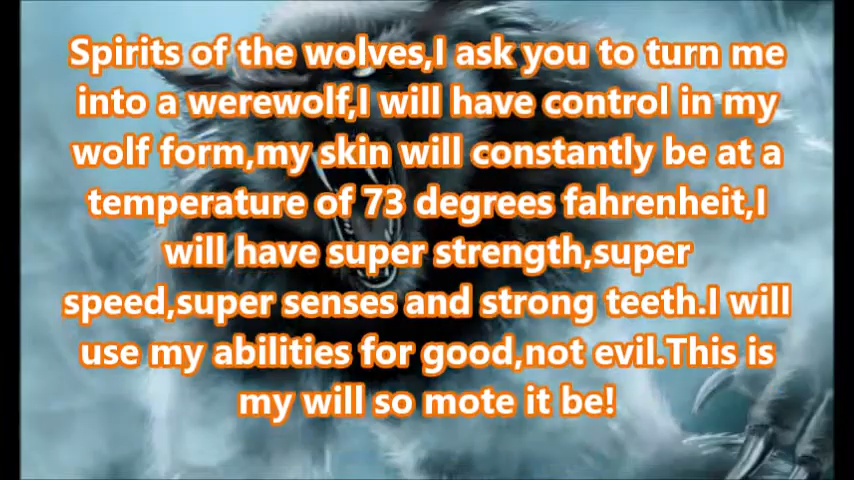 Spirits of the wolves,I ask you to turn me
into a werewolf,I will have control in my
wolf form,my skin will constantly be at a
temperature of 73 degrees fahrenheit,I
will have super strength,super
speed,super senses and strong teeth.I will
use my abilities for good,not evil.This is
my will so mote it be!